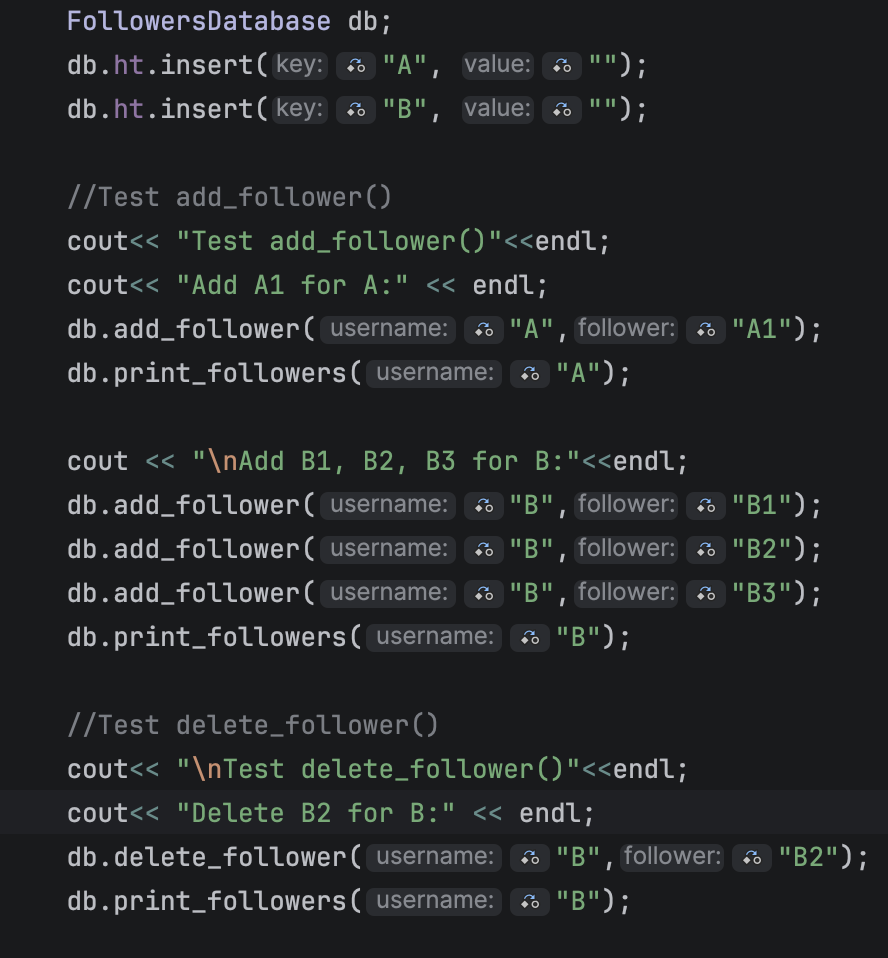 FollowersDatabase db;
db.ht.insert(key: "A", value: "");
db.ht.insert(key: "B", value: "");
//Test add_follower()
cout<< "Test add_follower()"<<endl;
cout<< "Add A1 for A:" << endl;
db.add_follower(username: "A",follower: "A1");
db.print_followers(username: "A");
cout << "\nAdd B1, B2, B3 for B:"<<endl;
db.add_follower(username: "B",follower: "B1");
db.add_follower(username: "B",follower: "B2");
db.add_follower(username: "B",follower: "B3");
db.print_followers(username: "B");
//Test delete_follower()
cout<< "\nTest delete_follower()"<<endl;
cout<< "Delete B2 for B:" << endl;
db.delete_follower(username: "B",follower: "B2");
db.print_followers(username: "B");